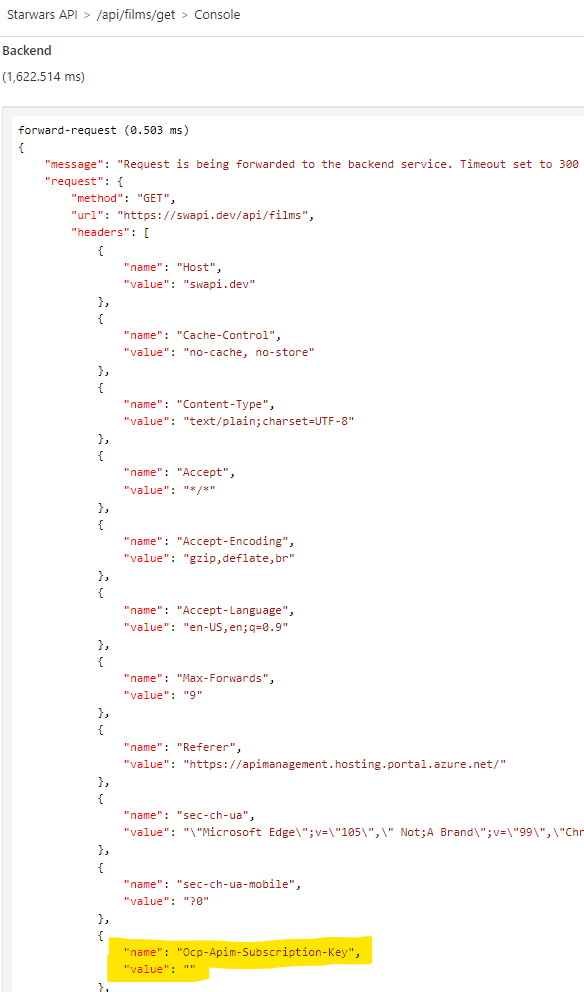 Starwars API > /api/films/get > Console
Backend
(1,622.514 ms)
forward-request (0.503 ms)
{
"message": "Request is being forwarded to the backend service. Timeout set to 300
"request": {
"method": "GET",
"url": "https://swapi.dev/api/films",
"headers": [
{
"name": "Host",
"value": "swapi.dev"
},
{
"name": "Cache-Control",
"value": "no-cache, no-store"
},
{
"name": "Content-Type",
"value": "text/plain;charset=UTF-8"
},
{
"name": "Accept",
"value": "*/*"
},
{
"name": "Accept-Encoding",
"value": "gzip,deflate,br"
},
{
"name": "Accept-Language",
"value": "en-US,en;q=0.9"
},
{
"name": "Max-Forwards",
"value": "9"
},
{
"name": "Referer",
"value": "https://apimanagement.hosting.portal.azure.net/"
},
{
"name": "sec-ch-ua",
"value": "\"Microsoft Edge\";v=\"105\",\" Not;A Brand\";v=\"99\",\"Chr
},
{
"name": "sec-ch-ua-mobile",
"value": "?0"
},
{
"name": "Ocp-Apim-Subscription-Key",
"value": ""
},